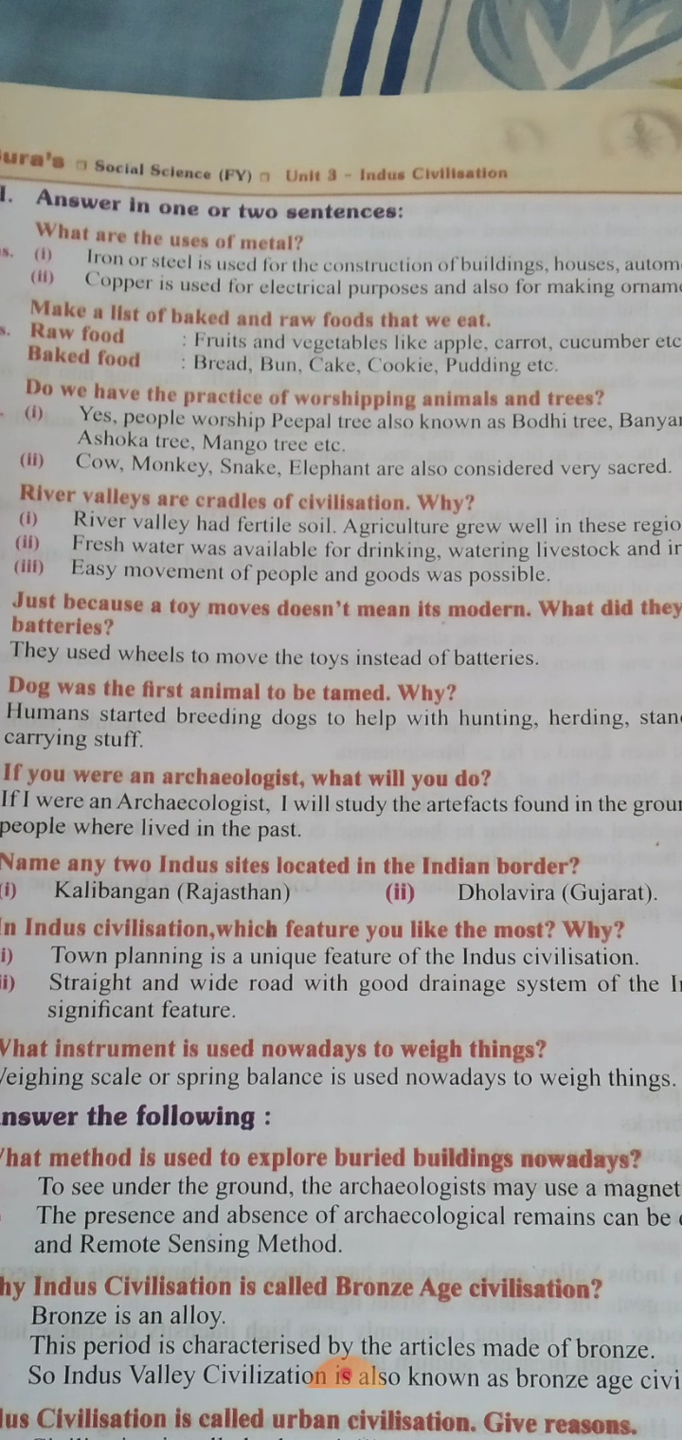 ura's ❐ Social Science (FY) ❐ Unit 3 - Indus Civilisation
I. Answer in one or two sentences:
What are the uses of metal?
s. (i) Iron or steel is used for the construction of buildings, houses, autom
(ii) Copper is used for electrical purposes and also for making ornam
Make a list of baked and raw foods that we eat.
s. Raw food : Fruits and vegetables like apple, carrot, cucumber etc
Baked food : Bread, Bun, Cake, Cookie, Pudding etc.
Do we have the practice of worshipping animals and trees?
(i) Yes, people worship Peepal tree also known as Bodhi tree, Banyan
Ashoka tree, Mango tree etc.
(ii) Cow, Monkey, Snake, Elephant are also considered very sacred.
River valleys are cradles of civilisation. Why?
(i) River valley had fertile soil. Agriculture grew well in these regio
(ii) Fresh water was available for drinking, watering livestock and ir
(iii) Easy movement of people and goods was possible.
Just because a toy moves doesn't mean its modern. What did they
batteries?
They used wheels to move the toys instead of batteries.
Dog was the first animal to be tamed. Why?
Humans started breeding dogs to help with hunting, herding, stan
carrying stuff.
If you were an archaeologist, what will you do?
If I were an Archaecologist, I will study the artefacts found in the grou
people where lived in the past.
Name any two Indus sites located in the Indian border?
(i) Kalibangan (Rajasthan) (ii) Dholavira (Gujarat).
n Indus civilisation,which feature you like the most? Why?
i) Town planning is a unique feature of the Indus civilisation.
ii) Straight and wide road with good drainage system of the I
significant feature.
What instrument is used nowadays to weigh things?
Weighing scale or spring balance is used nowadays to weigh things.
nswer the following :
hat method is used to explore buried buildings nowadays?
To see under the ground, the archaeologists may use a magnet
The presence and absence of archaecological remains can be
and Remote Sensing Method.
hy Indus Civilisation is called Bronze Age civilisation?
Bronze is an alloy.
This period is characterised by the articles made of bronze.
So Indus Valley Civilization is also known as bronze age civi
dus Civilisation is called urban civilisation. Give reasons.